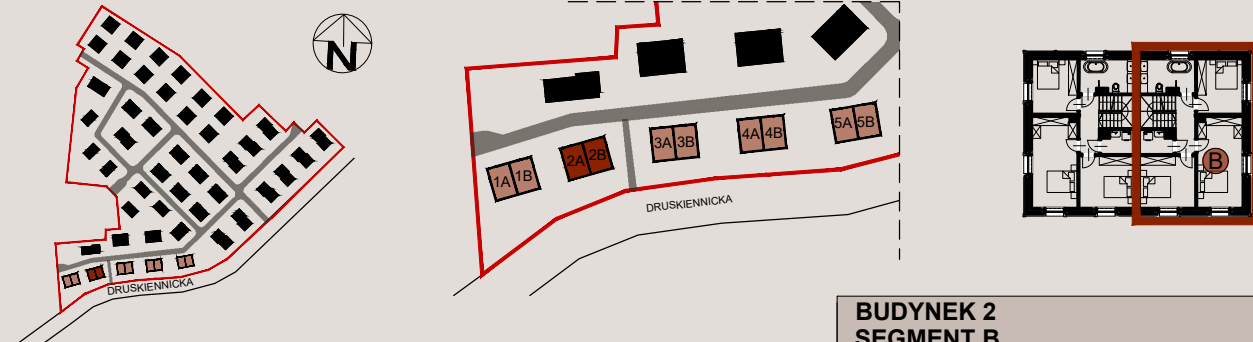 N
DRUSKIENNICKA
1A 1B
2A 2B
3A 3B
4A 4B
5A 5B
DRUSKIENNICKA
B
BUDYNEK 2
SEGMENT B